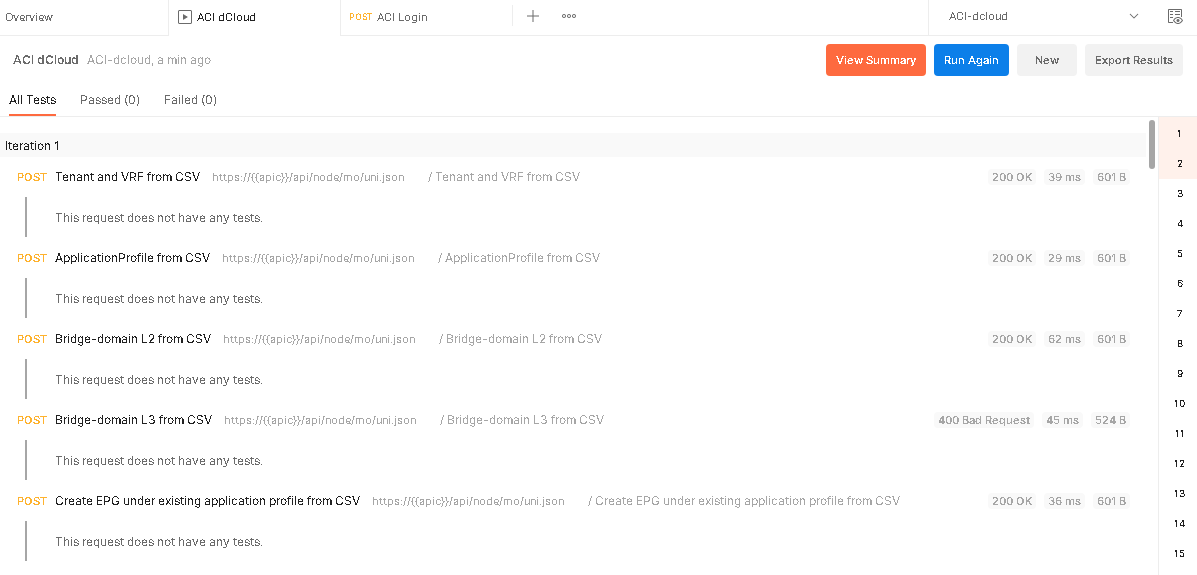 Overview
ACI dCloud
POST ACI Login
ACI-dcloud
ACI dCloud ACI-dcloud, a min ago
View Summary
Run Again
New
Export Results
All Tests Passed (0) Failed (0)
Iteration 1
POST Tenant and VRF from CSV https://{{apic}}/api/node/mo/uni.json / Tenant and VRF from CSV 200 OK 39 ms 601 B
This request does not have any tests.
POST ApplicationProfile from CSV https://{{apic}}/api/node/mo/uni.json / ApplicationProfile from CSV 200 OK 29 ms 601 B
This request does not have any tests.
POST Bridge-domain L2 from CSV https://{{apic}}/api/node/mo/uni.json / Bridge-domain L2 from CSV 200 OK 62 ms 601 B
This request does not have any tests.
POST Bridge-domain L3 from CSV https://{{apic}}/api/node/mo/uni.json / Bridge-domain L3 from CSV 400 Bad Request 45 ms 524 B
This request does not have any tests.
POST Create EPG under existing application profile from CSV https://{{apic}}/api/node/mo/uni.json / Create EPG under existing application profile from CSV 200 OK 36 ms 601 B
This request does not have any tests.
1
2
3
4
5
6
7
8
9
10
11
12
13
14
15